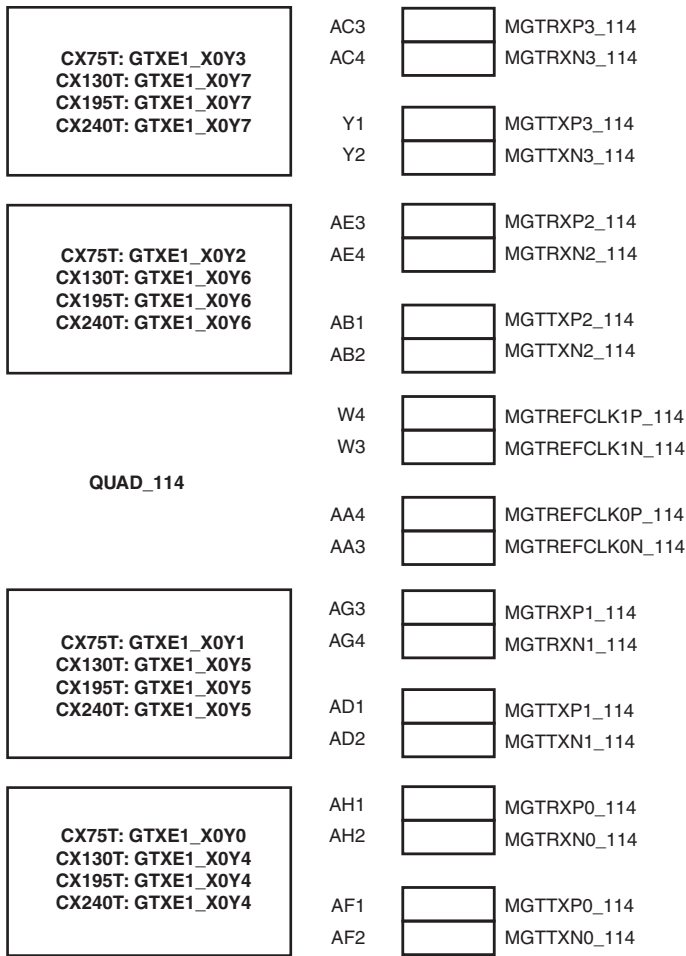 AC3 MGTRXP3_114
CX75T: GTXE1_X0Y3 AC4 MGTRXN3_114
CX130T: GTXE1_X0Y7
CX195T: GTXE1_X0Y7
CX240T: GTXE1_X0Y7 Y1 MGTTXP3_114
Y2 MGTTXN3_114
AE3 MGTRXP2_114
CX75T: GTXE1_X0Y2 AE4 MGTRXN2_114
CX130T: GTXE1_X0Y6
CX195T: GTXE1_X0Y6
CX240T: GTXE1_X0Y6 AB1 MGTTXP2_114
AB2 MGTTXN2_114
W4 MGTREFCLK1P_114
W3 MGTREFCLK1N_114
QUAD_114
AA4 MGTREFCLK0P_114
AA3 MGTREFCLK0N_114
AG3 MGTRXP1_114
CX75T: GTXE1_X0Y1 AG4 MGTRXN1_114
CX130T: GTXE1_X0Y5
CX195T: GTXE1_X0Y5
CX240T: GTXE1_X0Y5 AD1 MGTTXP1_114
AD2 MGTTXN1_114
AH1 MGTRXP0_114
CX75T: GTXE1_X0Y0 AH2 MGTRXN0_114
CX130T: GTXE1_X0Y4
CX195T: GTXE1_X0Y4
CX240T: GTXE1_X0Y4 AF1 MGTTXP0_114
AF2 MGTTXN0_114